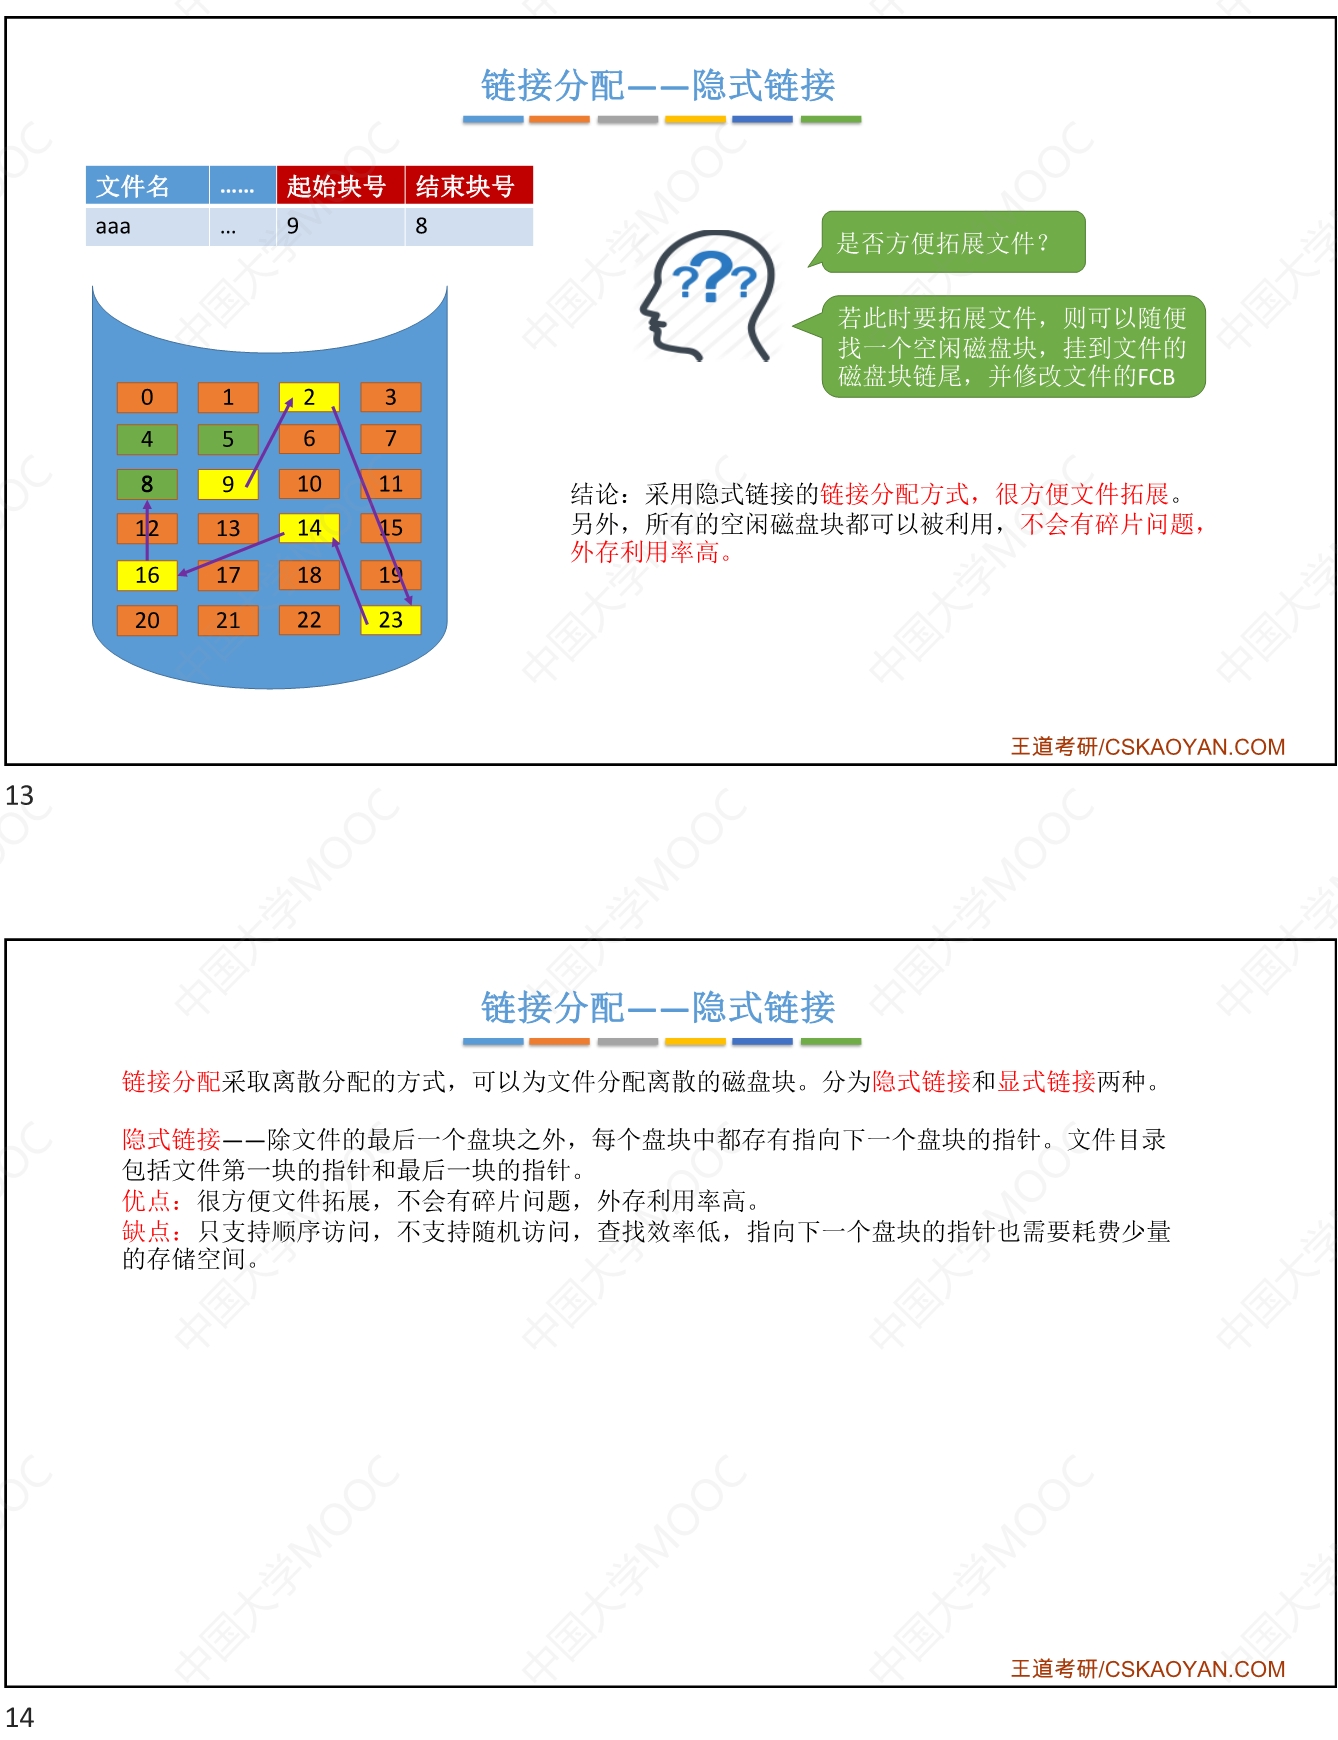 链接分配——隐式链接
文件名 …… 起始块号 结束块号
aaa … 9 8
是否方便拓展文件？
???
若此时要拓展文件，则可以随便
找一个空闲磁盘块，挂到文件的
磁盘块链尾，并修改文件的FCB
0 1 2 3
4 5 6 7
8 9 10 11
12 13 14 15
16 17 18 19
20 21 22 23
结论：采用隐式链接的链接分配方式，很方便文件拓展。
另外，所有的空闲磁盘块都可以被利用，不会有碎片问题，
外存利用率高。
王道考研/CSKAOYAN.COM
13
链接分配——隐式链接
链接分配采取离散分配的方式，可以为文件分配离散的磁盘块。分为隐式链接和显式链接两种。
隐式链接——除文件的最后一个盘块之外，每个盘块中都存有指向下一个盘块的指针。文件目录
包括文件第一块的指针和最后一块的指针。
优点：很方便文件拓展，不会有碎片问题，外存利用率高。
缺点：只支持顺序访问，不支持随机访问，查找效率低，指向下一个盘块的指针也需要耗费少量
的存储空间。
王道考研/CSKAOYAN.COM
14
中国大学MOOC